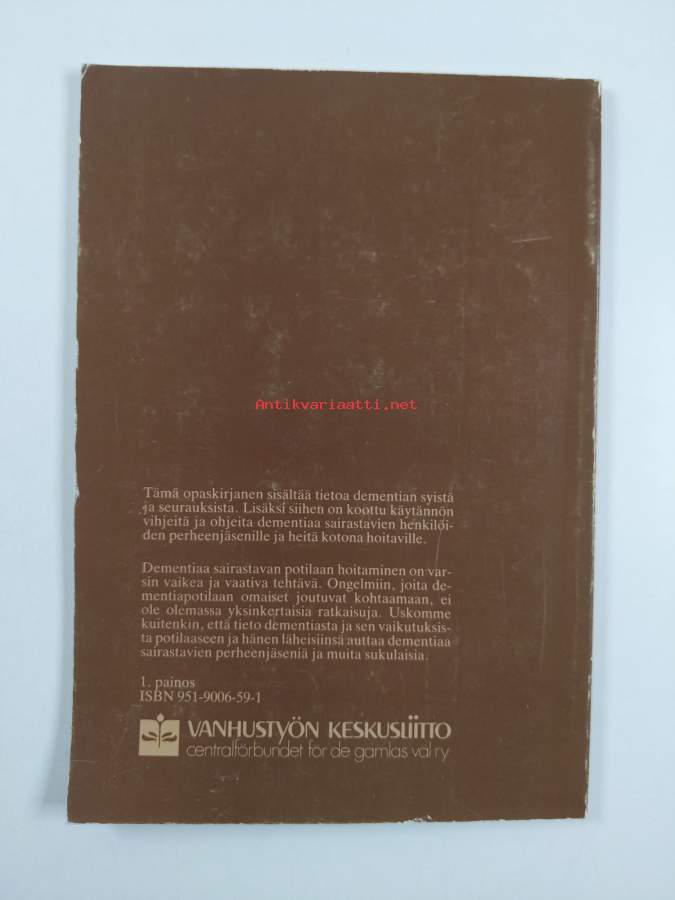 Antikvariaatti.net
Tämä opaskirjanen sisältää tietoa dementian syistä
ja seurauksista. Lisäksi siihen on koottu käytännön
vihjeitä ja ohjeita dementiaa sairastavien henkilöi-
den perheenjäsenille ja heitä kotona hoitaville.
Dementiaa sairastavan potilaan hoitaminen on var-
sin vaikea ja vaativa tehtävä. Ongelmiin, joita de-
mentiapotilaan omaiset joutuvat kohtaamaan, ei
ole olemassa yksinkertaisia ratkaisuja. Uskomme
kuitenkin, että tieto dementiasta ja sen vaikutuksis-
ta potilaaseen ja hänen läheisiinsä auttaa dementiaa
sairastavien perheenjäseniä ja muita sukulaisia.
1. painos
ISBN 951-9006-59-1
VANHUSTYÖN KESKUSLIITTO
centralförbundet för de gamlas väl ry